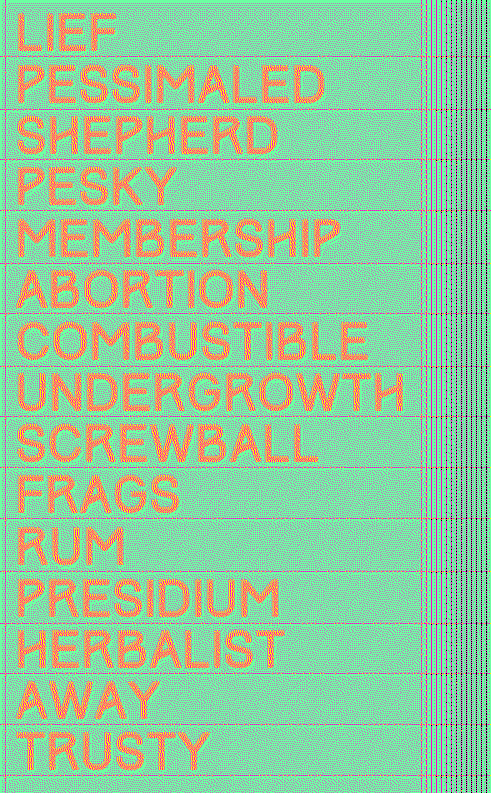 LIEF
PESSIMALED
SHEPHERD
PESKY
MEMBERSHIP
ABORTION
COMBUSTIBLE
UNDERGROWTH
SCREWBALL
FRAGS
RUM
PRESIDIUM
HERBALIST
AWAY
TRUSTY